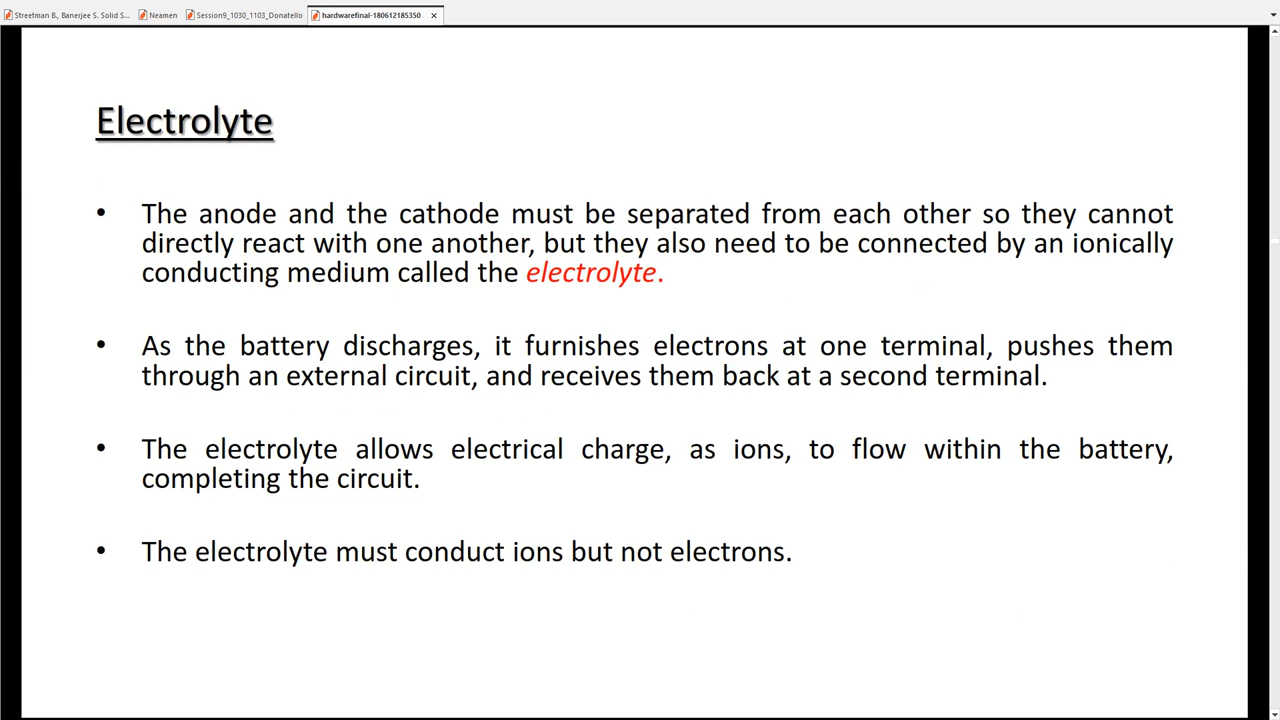 Streetman B., Banerjee S. Solid S... Neamen Session9_1030_1103_Donatello hardwarefinal-180612185350
Electrolyte
• The anode and the cathode must be separated from each other so they cannot
directly react with one another, but they also need to be connected by an ionically
conducting medium called the electrolyte.
• As the battery discharges, it furnishes electrons at one terminal, pushes them
through an external circuit, and receives them back at a second terminal.
• The electrolyte allows electrical charge, as ions, to flow within the battery,
completing the circuit.
• The electrolyte must conduct ions but not electrons.